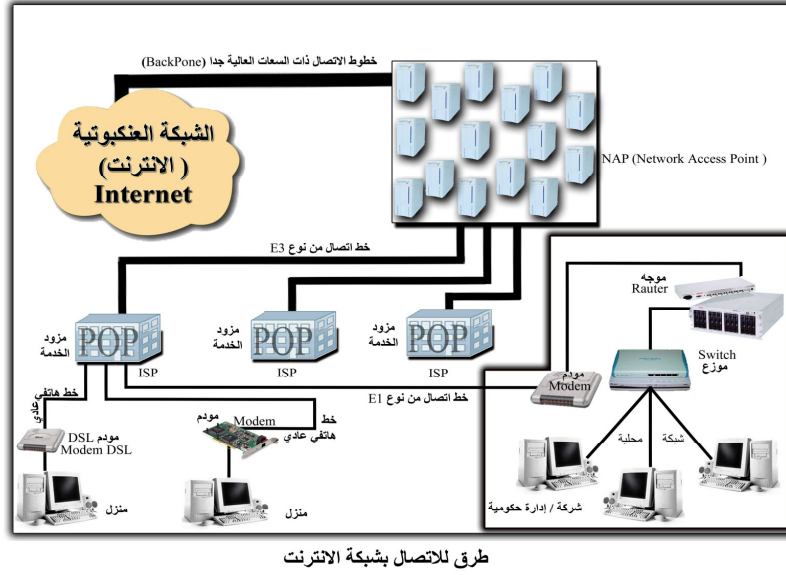 خطوط الاتصال ذات السعات العالية جدا (BackPone)
الشبكة العنكبوتية
( الانترنت)
Internet
NAP (Network Access Point )
خط اتصال من نوع E3
موجه
Rauter
POP
مزود
الخدمة
ISP
POP
مزود
الخدمة
ISP
POP
مزود
الخدمة
ISP
Switch
موزع
مودم
Modem
خط اتصال من نوع E1
خط هاتفي عادي
مودم DSL
Modem DSL
مودم
Modem
خط
هاتفي عادي
شبكة
محلية
منزل
منزل
شركة / إدارة حكومية
طرق للاتصال بشبكة الانترنت